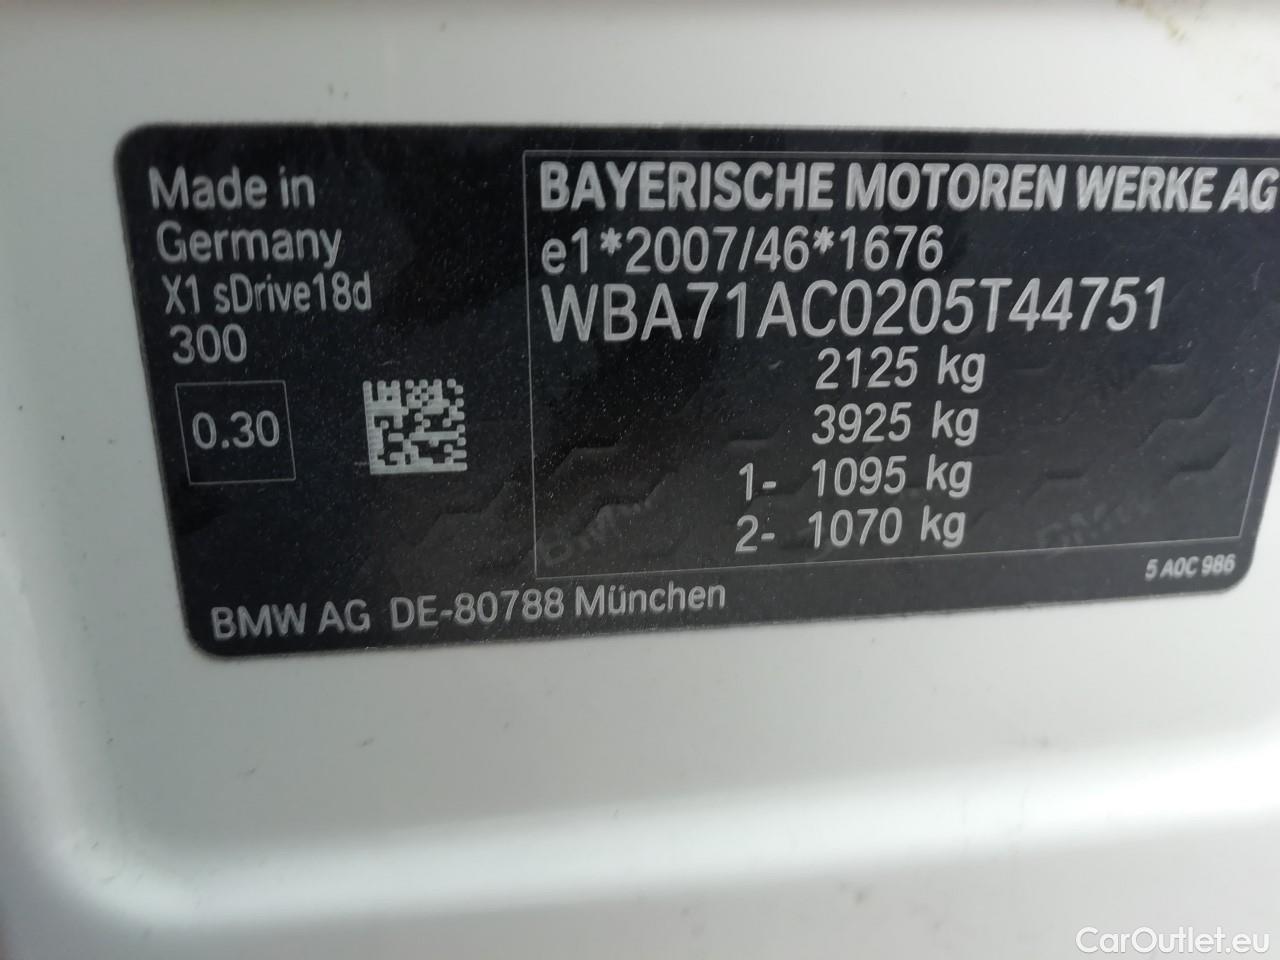 Made in
Germany
X1 sDrive18d
300
0.30
BAYERISCHE MOTOREN WERKE AG
e1*2007/46*1676
WBA71AC0205T44751
2125 kg
3925 kg
1- 1095 kg
2- 1070 kg
5 A0C 986
BMW AG DE-80788 München
CarOutlet.eu